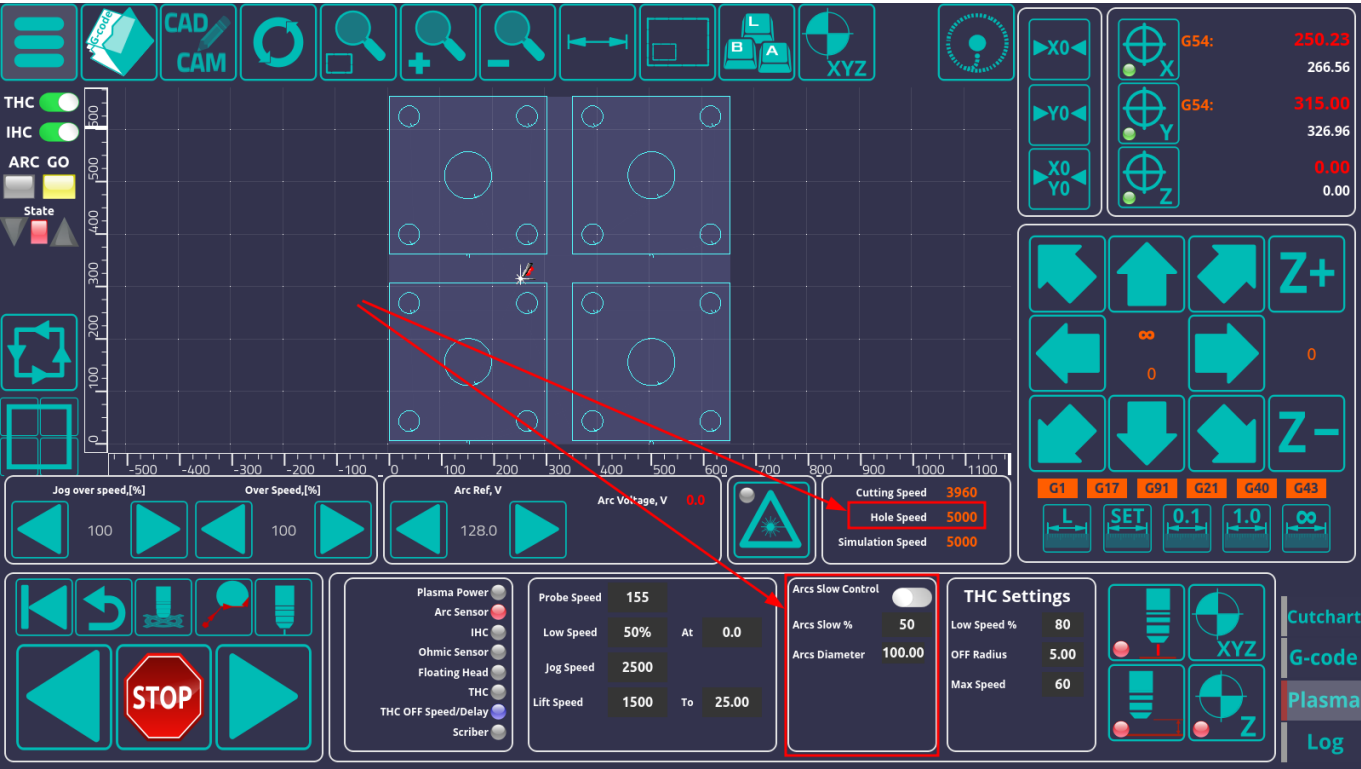 G-code
CAD
CAM
L
B A
XYZ
X0
Y0
X0
Y0
X
Y
Z
G54: 250.23
266.56
G54: 315.00
326.96
0.00
0.00
THC
IHC
ARC GO
State
600
500
400
300
200
100
0
-500 -400 -300 -200 -100 0 100 200 300 400 500 600 700 800 900 1000 1100
Z+
∞
0
0
Z-
G1 G17 G91 G21 G40 G43
L SET 0.1 1.0 ∞
Jog over speed,[%] Over Speed,[%]
100 100
Arc Ref, V
128.0
Arc Voltage, V 0.0
Cutting Speed 3960
Hole Speed 5000
Simulation Speed 5000
STOP
Plasma Power
Arc Sensor
IHC
Ohmic Sensor
Floating Head
THC
THC OFF Speed/Delay
Scriber
Probe Speed 155
Low Speed 50% At 0.0
Jog Speed 2500
Lift Speed 1500 To 25.00
Arcs Slow Control
Arcs Slow % 50
Arcs Diameter 100.00
THC Settings
Low Speed % 80
OFF Radius 5.00
Max Speed 60
XYZ
Z
Cutchart
G-code
Plasma
Log